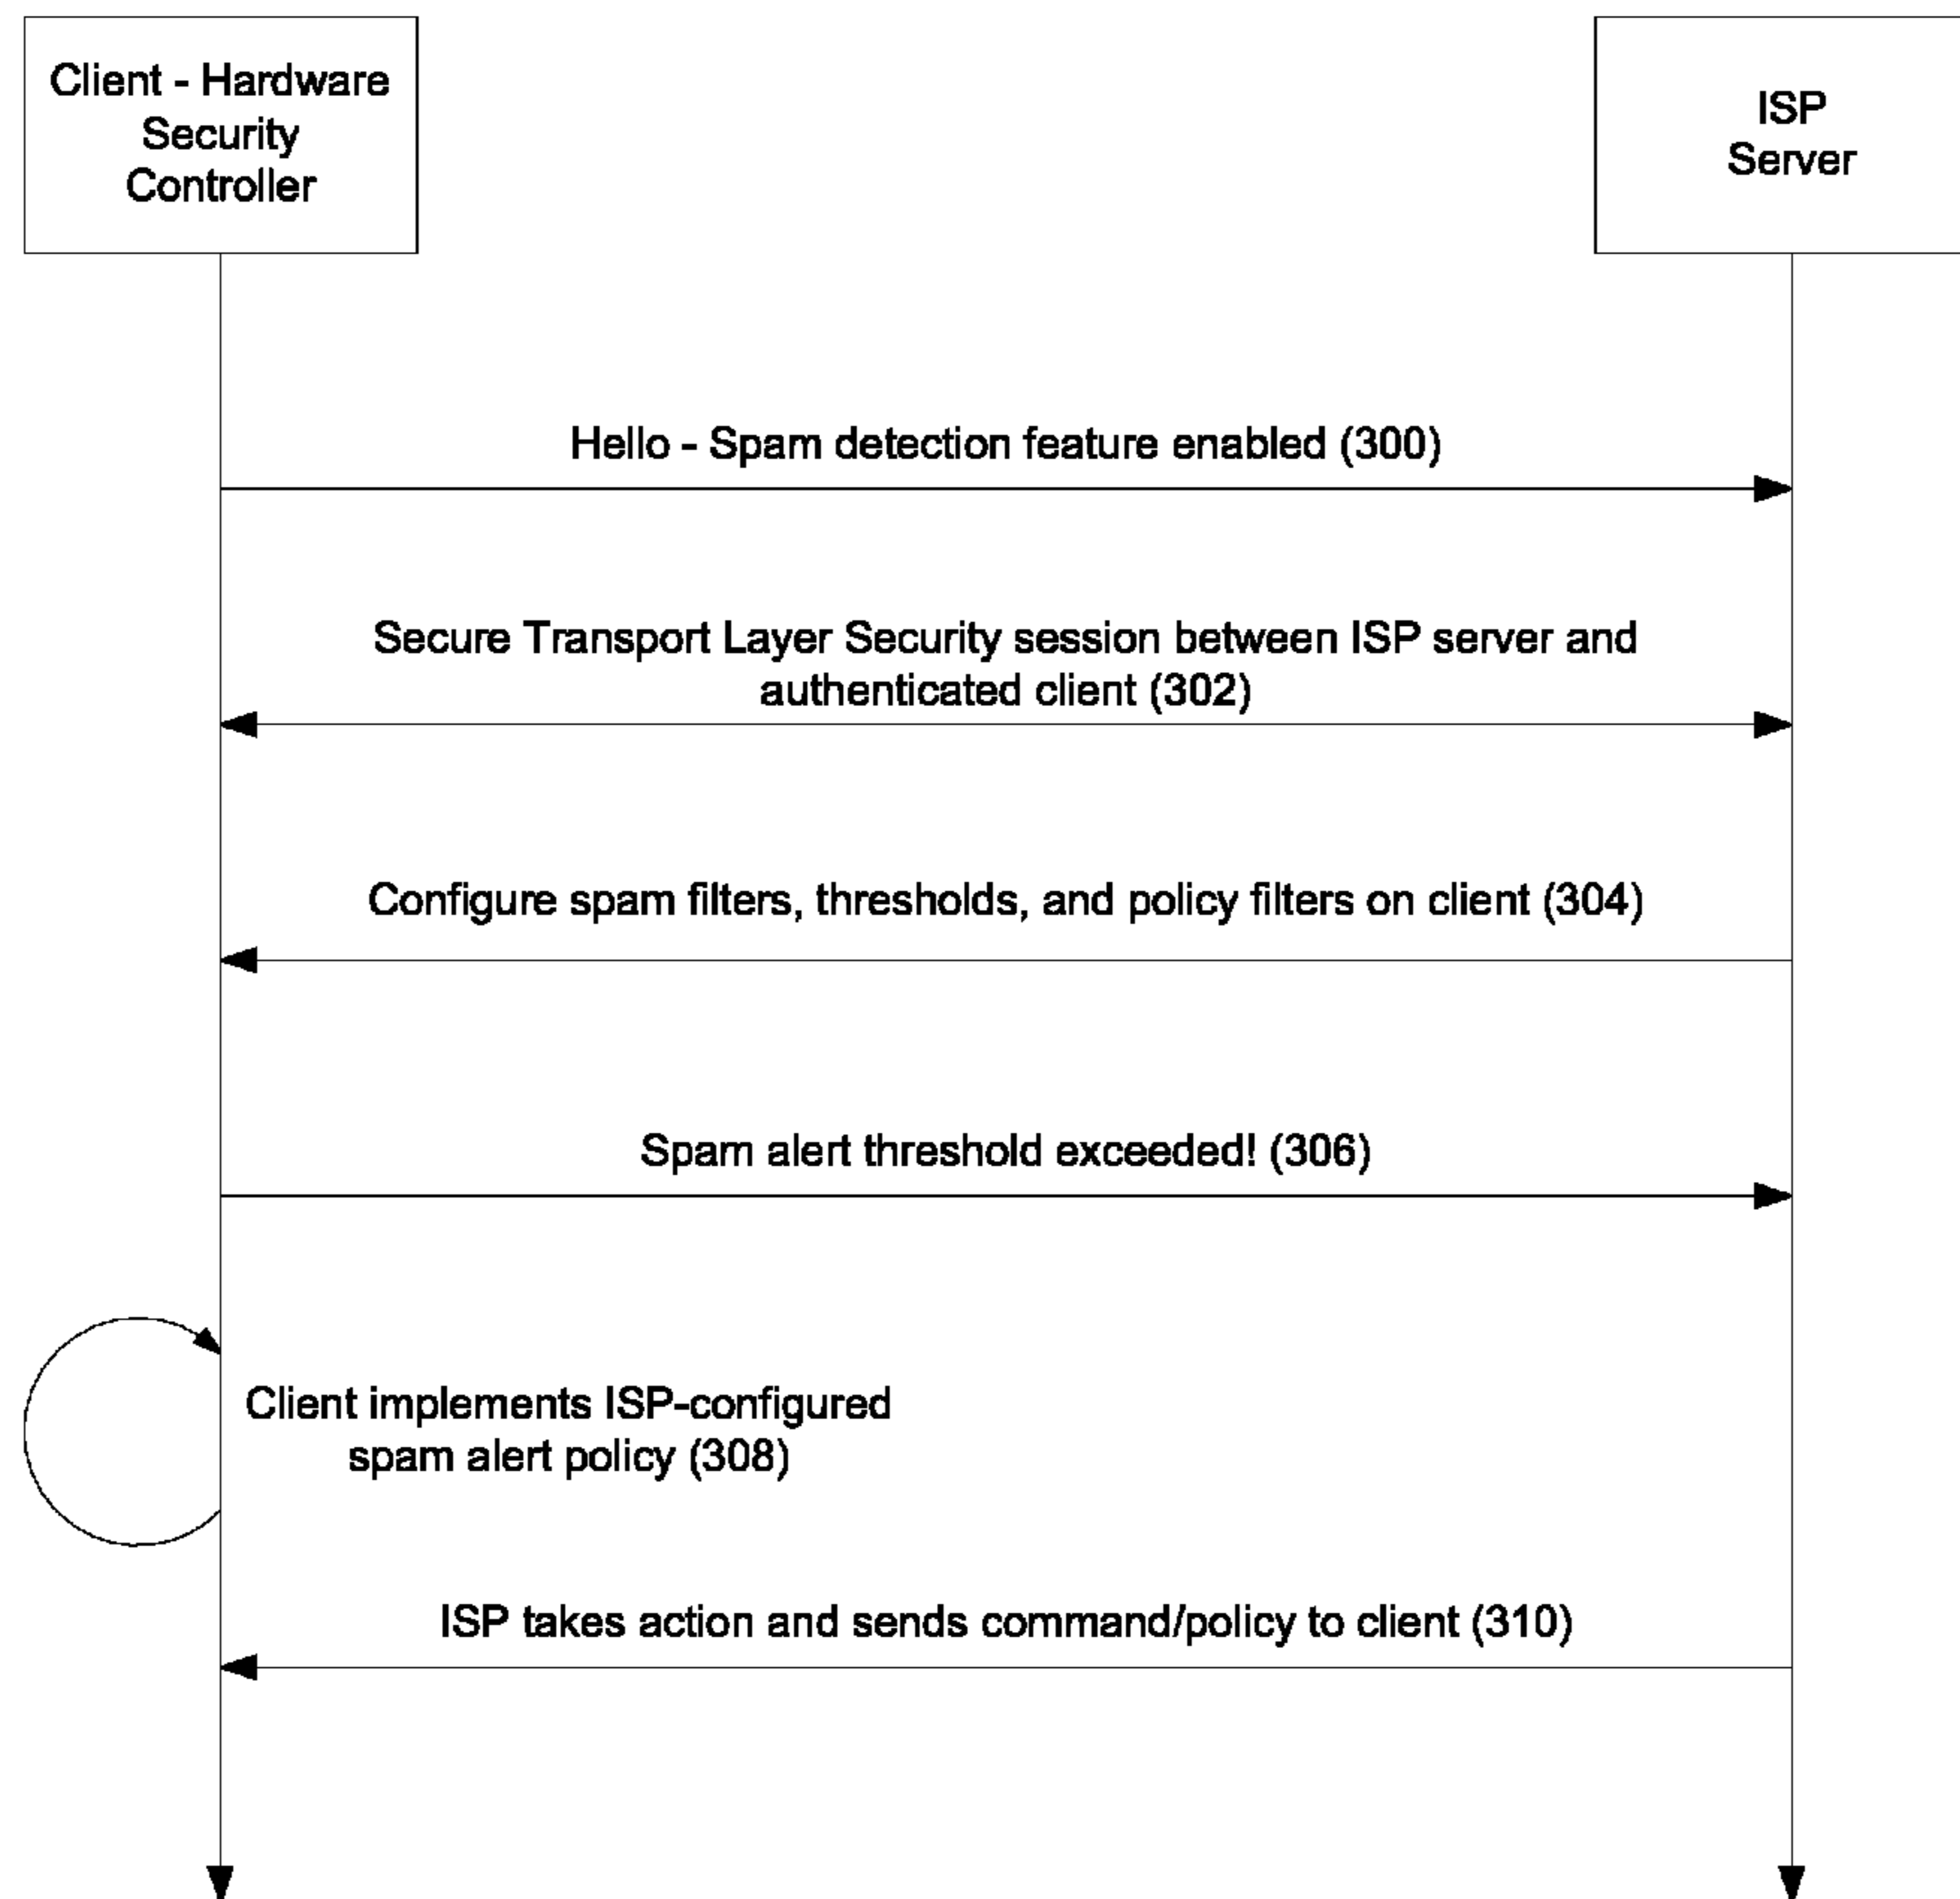 Client - Hardware
Security
Controller
ISP
Server
Hello - Spam detection feature enabled (300)
Secure Transport Layer Security session between ISP server and
authenticated client (302)
Configure spam filters, thresholds, and policy filters on client (304)
Spam alert threshold exceeded! (306)
Client implements ISP-configured
spam alert policy (308)
ISP takes action and sends command/policy to client (310)